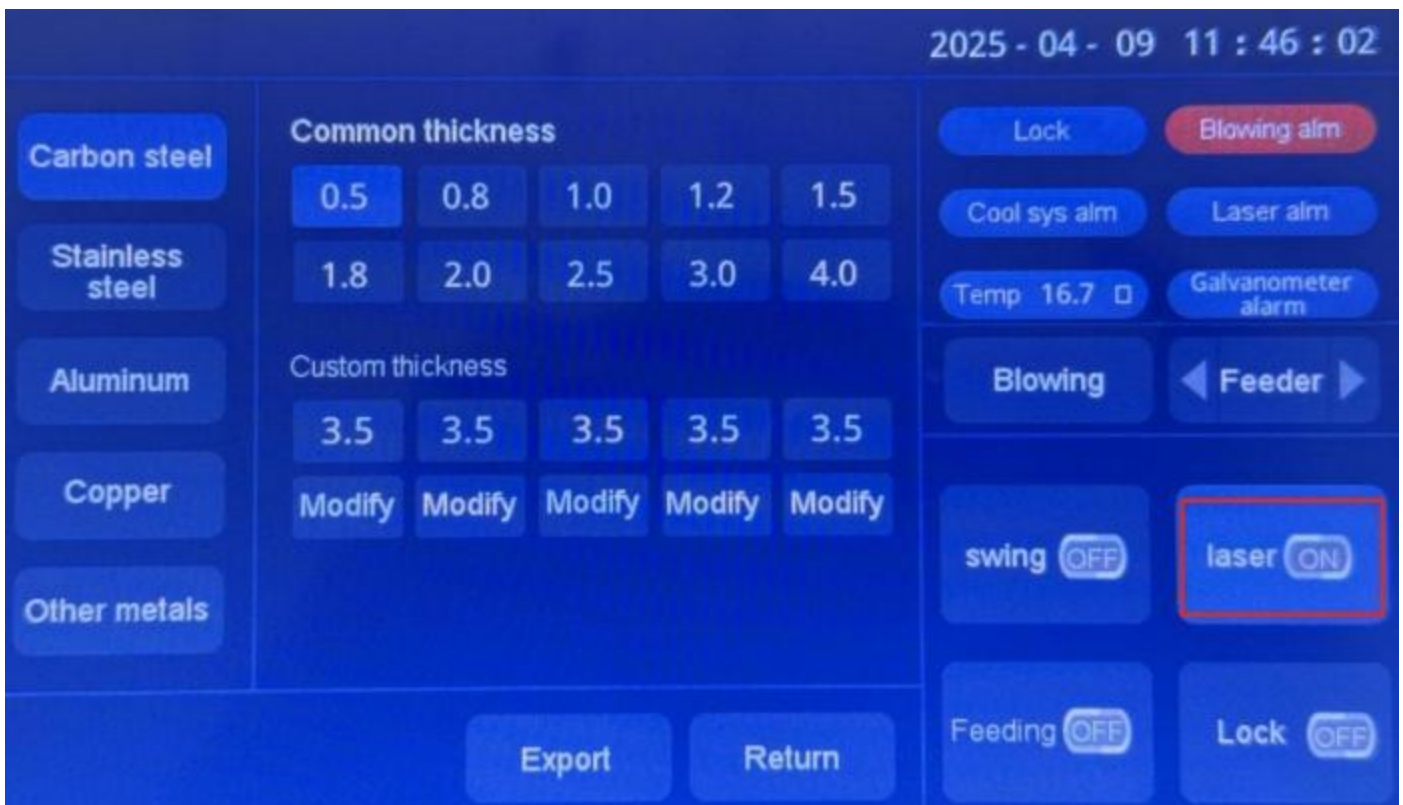 2025 - 04 - 09 11 : 46 : 02
Carbon steel
Stainless
steel
Aluminum
Copper
Other metals
Common thickness
0.5 0.8 1.0 1.2 1.5
1.8 2.0 2.5 3.0 4.0
Custom thickness
3.5 3.5 3.5 3.5 3.5
Modify Modify Modify Modify Modify
Export Return
Lock Blowing alm
Cool sys alm Laser alm
Temp 16.7 Galvanometer
alarm
Blowing Feeder
swing OFF laser ON
Feeding OFF Lock OFF